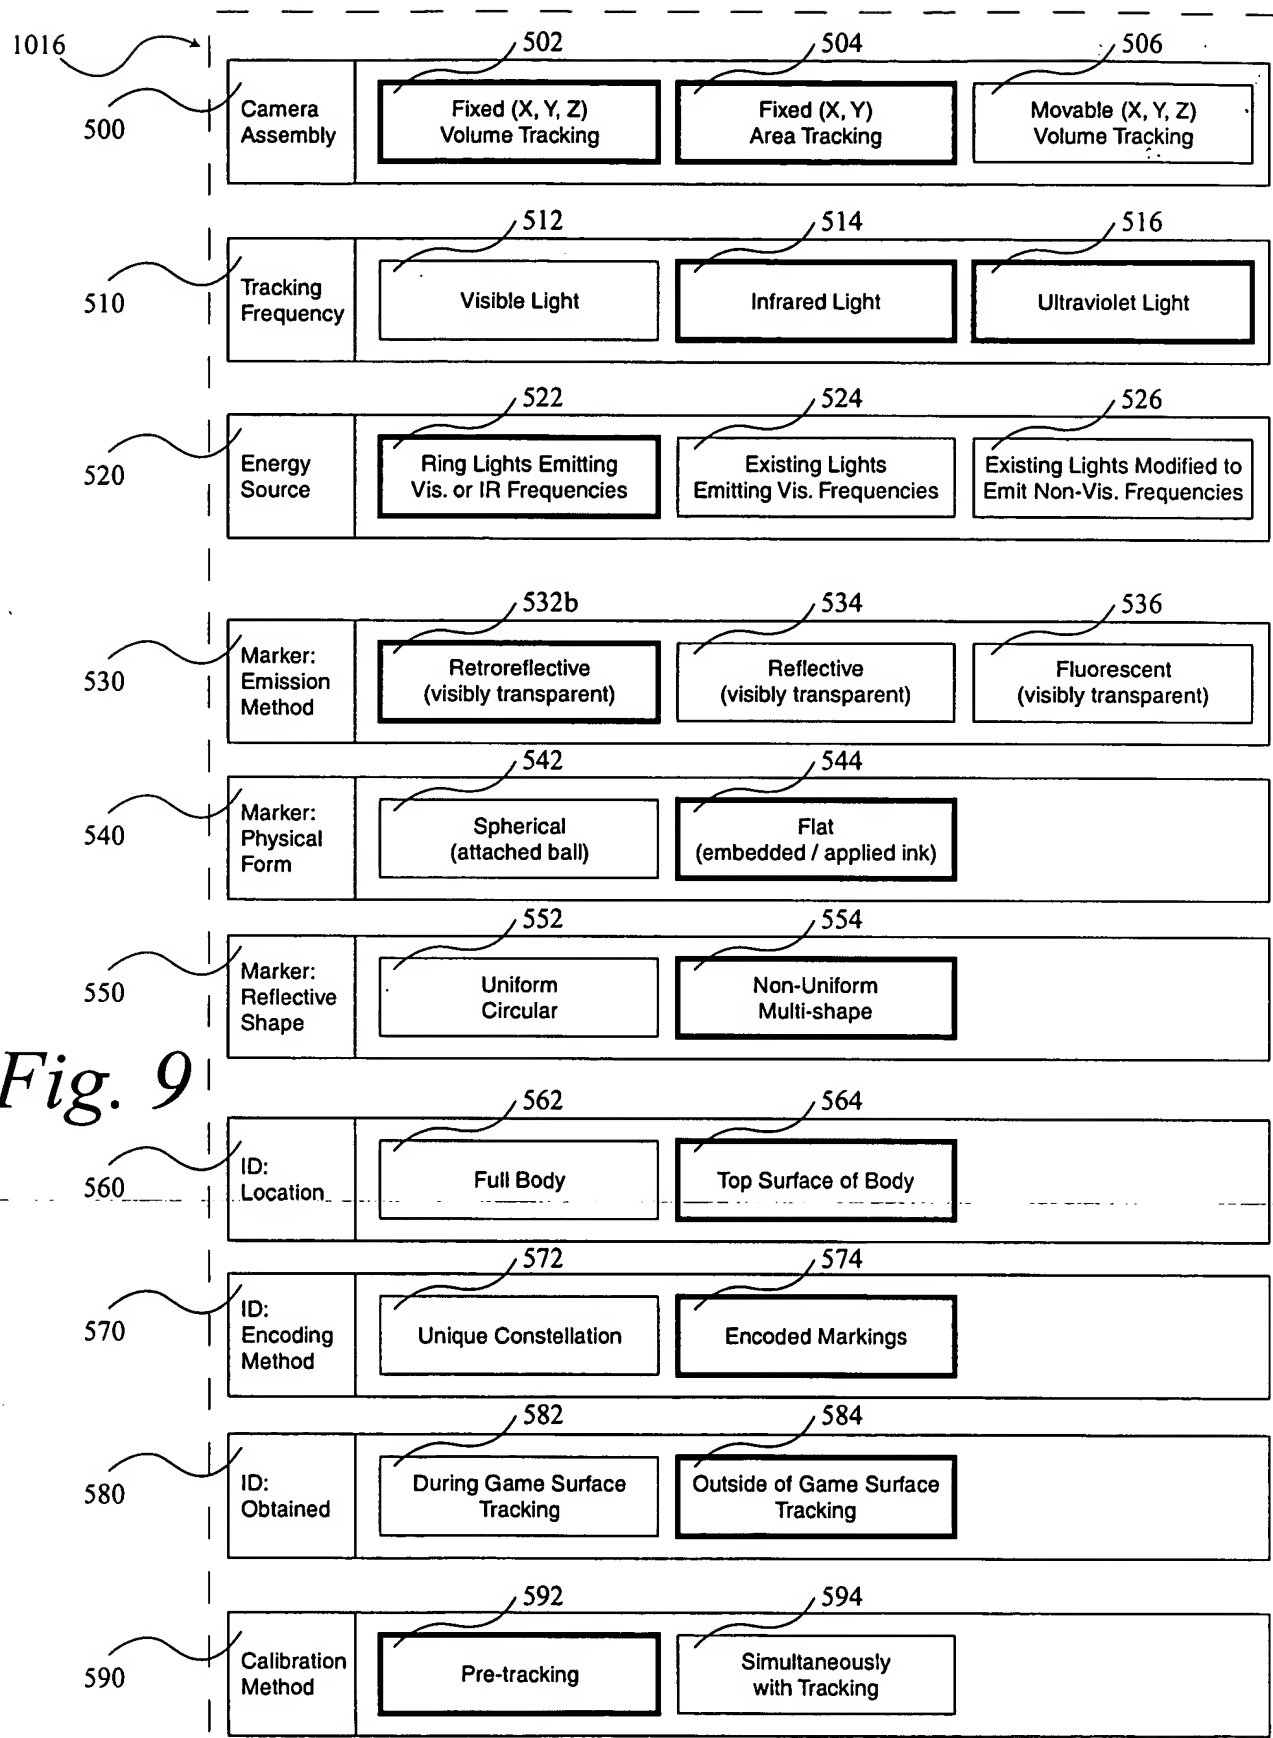 1016
502
504
506
500
Camera
Assembly
Fixed (X, Y, Z)
Volume Tracking
Fixed (X, Y)
Area Tracking
Movable (X, Y, Z)
Volume Tracking
512
514
516
510
Tracking
Frequency
Visible Light
Infrared Light
Ultraviolet Light
522
524
526
520
Energy
Source
Ring Lights Emitting
Vis. or IR Frequencies
Existing Lights
Emitting Vis. Frequencies
Existing Lights Modified to
Emit Non-Vis. Frequencies
532b
534
536
530
Marker:
Emission
Method
Retroreflective
(visibly transparent)
Reflective
(visibly transparent)
Fluorescent
(visibly transparent)
542
544
540
Marker:
Physical
Form
Spherical
(attached ball)
Flat
(embedded / applied ink)
552
554
550
Marker:
Reflective
Shape
Uniform
Circular
Non-Uniform
Multi-shape
Fig. 9
562
564
560
ID:
Location
Full Body
Top Surface of Body
572
574
570
ID:
Encoding
Method
Unique Constellation
Encoded Markings
582
584
580
ID:
Obtained
During Game Surface
Tracking
Outside of Game Surface
Tracking
592
594
590
Calibration
Method
Pre-tracking
Simultaneously
with Tracking